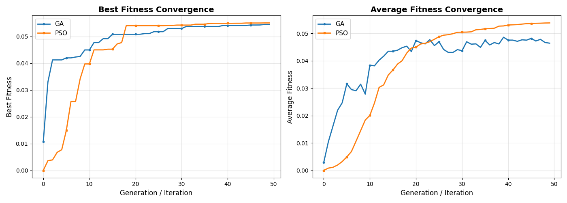 Best Fitness Convergence
GA
PSO
Best Fitness
0.05
0.04
0.03
0.02
0.01
0.00
0
10
20
30
40
50
Generation / Iteration
Average Fitness Convergence
GA
PSO
Average Fitness
0.05
0.04
0.03
0.02
0.01
0.00
0
10
20
30
40
50
Generation / Iteration